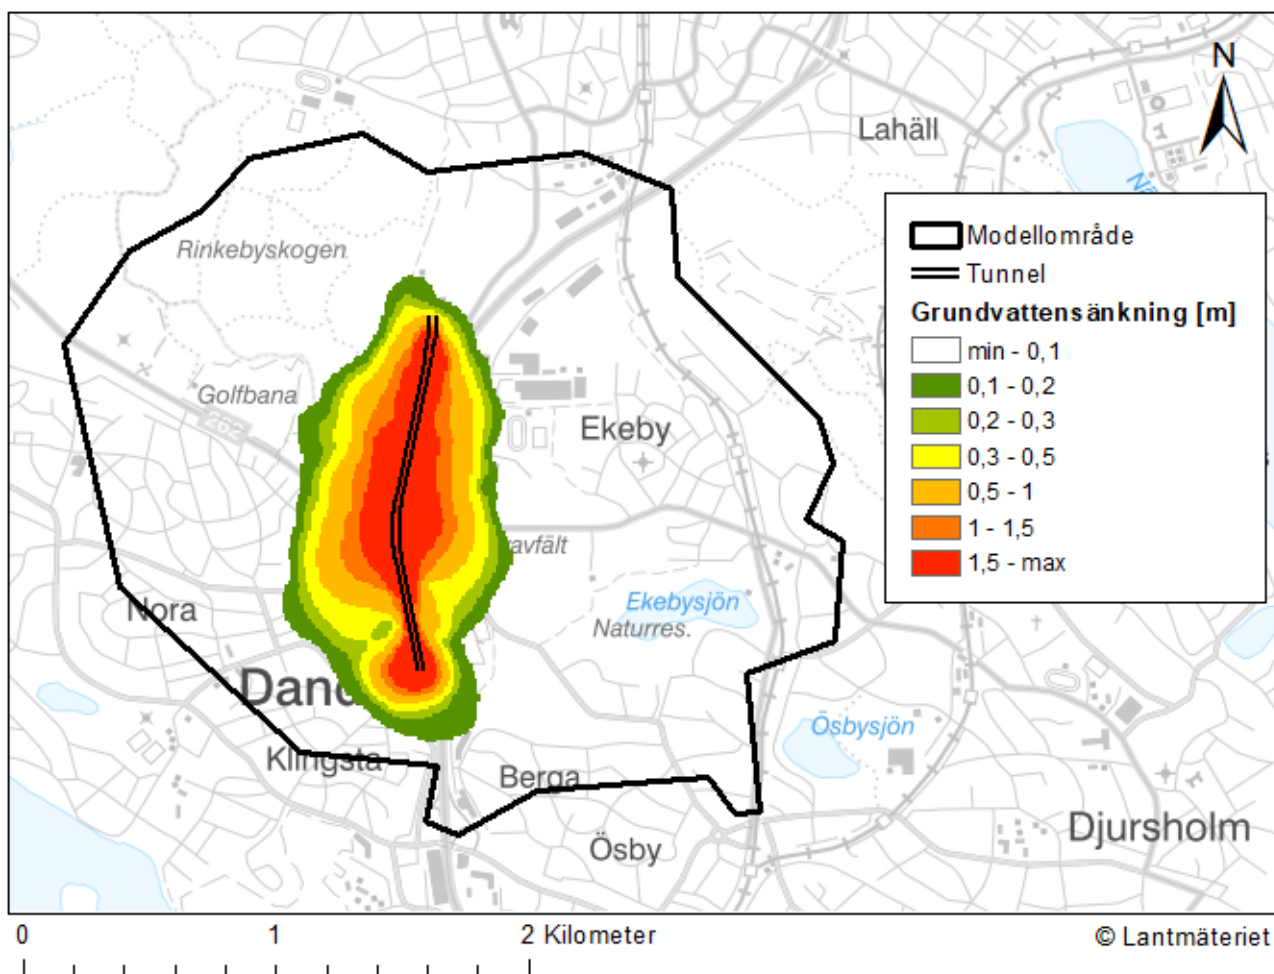 N
Lahäll
Rinkebyskogen
Modellområde
Tunnel
Grundvattensänkning [m]
min - 0,1
0,1 - 0,2
0,2 - 0,3
0,3 - 0,5
0,5 - 1
1 - 1,5
1,5 - max
Golfbana
262
Ekeby
avfält
Ekebysjön
Naturres.
Nora
Dand
Ösbysjön
Klingsta
Berga
Ösby
Djursholm
0 1 2 Kilometer
© Lantmäteriet